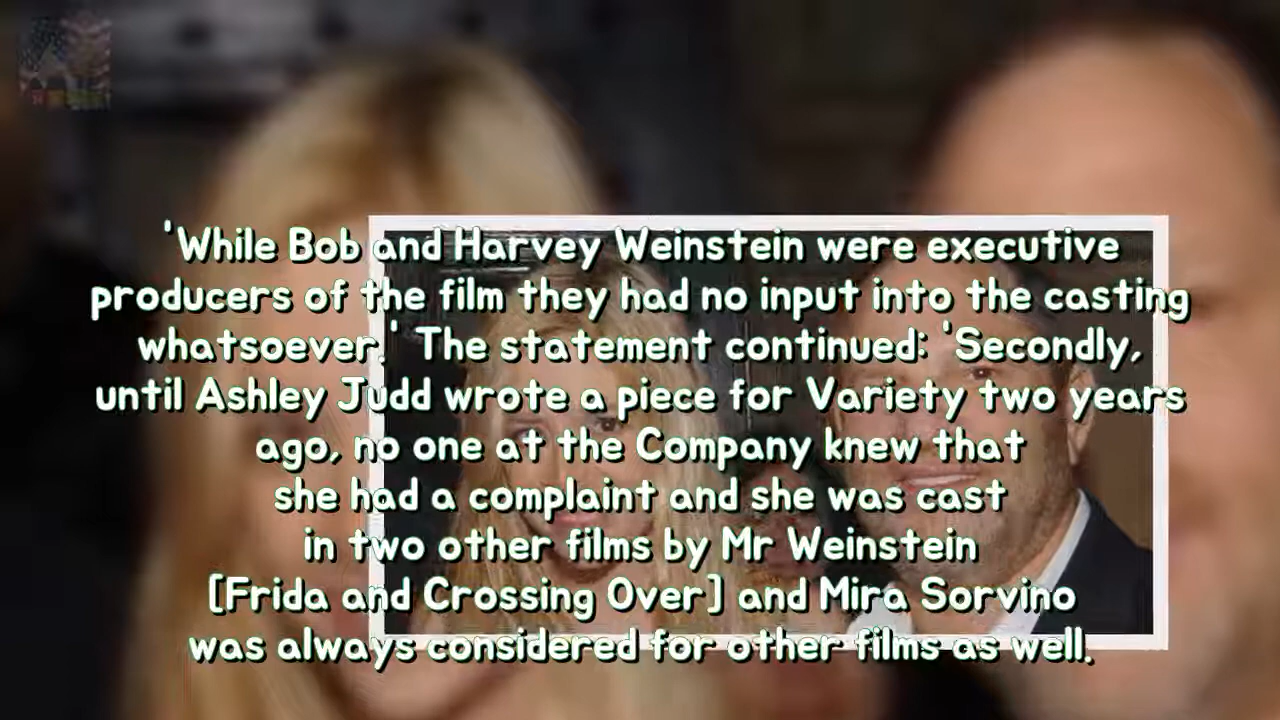 'While Bob and Harvey Weinstein were executive
producers of the film they had no input into the casting
whatsoever.' The statement continued: 'Secondly,
until Ashley Judd wrote a piece for Variety two years
ago, no one at the Company knew that
she had a complaint and she was cast
in two other films by Mr Weinstein
[Frida and Crossing Over] and Mira Sorvino
was always considered for other films as well.